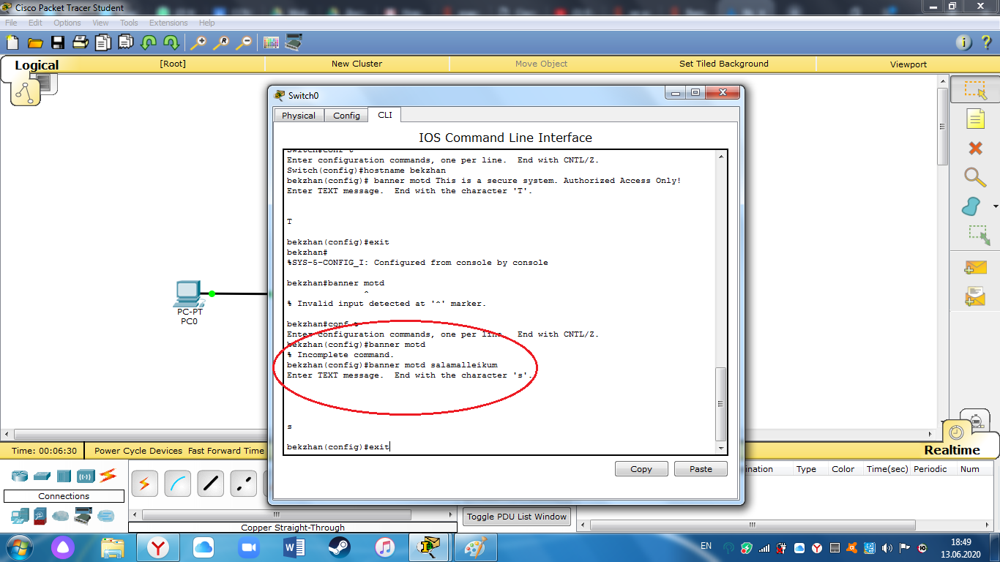 Cisco Packet Tracer Student
File Edit Options View Tools Extensions Help
Logical [Root] New Cluster Move Object Set Tiled Background Viewport
Switch0
Physical Config CLI
IOS Command Line Interface
Switch#conf t
Enter configuration commands, one per line.  End with CNTL/Z.
Switch(config)#hostname bekzhan
bekzhan(config)# banner motd This is a secure system. Authorized Access Only!
Enter TEXT message.  End with the character 'T'.
T
bekzhan(config)#exit
bekzhan#
%SYS-5-CONFIG_I: Configured from console by console
bekzhan#banner motd
^
% Invalid input detected at '^' marker.
bekzhan#conf t
Enter configuration commands, one per line.  End with CNTL/Z.
bekzhan(config)#banner motd
% Incomplete command.
bekzhan(config)#banner motd salamalleikum
Enter TEXT message.  End with the character 's'.
s
bekzhan(config)#exit
Copy Paste
PC-PT
PC0
Time: 00:06:30 Power Cycle Devices Fast Forward Time Realtime
Connections
Copper Straight-Through
Toggle PDU List Window
ination Type Color Time(sec) Periodic Num
EN
18:49
13.06.2020